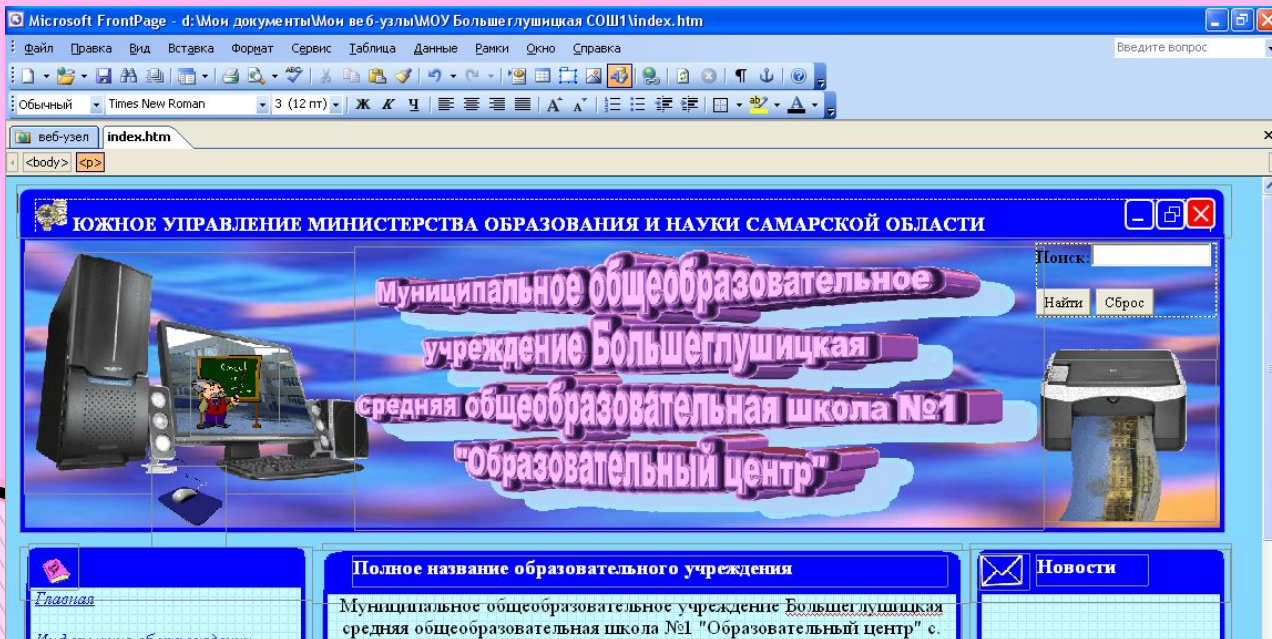 Microsoft FrontPage - d:\Мои документы\Мои веб-узлы\МОУ Большеглушицкая СОШ1\index.htm
Файл Правка Вид Вставка Формат Сервис Таблица Данные Рамки Окно Справка
Введите вопрос
Обычный Times New Roman 3 (12 пт) Ж К Ч
веб-узел index.htm
<body> <p>
ЮЖНОЕ УПРАВЛЕНИЕ МИНИСТЕРСТВА ОБРАЗОВАНИЯ И НАУКИ САМАРСКОЙ ОБЛАСТИ
Поиск:
Найти Сброс
Муниципальное общеобразовательное
учреждение Большеглушицкая
средняя общеобразовательная школа №1
"Образовательный центр"
Главная
Полное название образовательного учреждения
Муниципальное общеобразовательное учреждение Большеглушицкая
средняя общеобразовательная школа №1 "Образовательный центр" с.
Новости